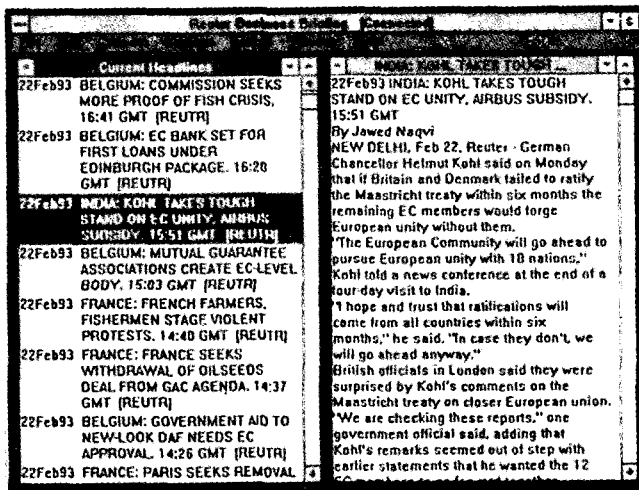 Reuter Business Briefing - [Connected]
Current Headlines
22Feb93 BELGIUM: COMMISSION SEEKS
MORE PROOF OF FISH CRISIS,
16:41 GMT [REUTR]
22Feb93 BELGIUM: EC BANK SET FOR
FIRST LOANS UNDER
EDINBURGH PACKAGE. 16:20
GMT [REUTR]
22Feb93 INDIA: KOHL TAKES TOUGH
STAND ON EC UNITY, AIRBUS
SUBSIDY. 15:51 GMT [REUTR]
22Feb93 BELGIUM: MUTUAL GUARANTEE
ASSOCIATIONS CREATE EC-LEVEL
BODY. 15:03 GMT [REUTR]
22Feb93 FRANCE: FRENCH FARMERS,
FISHERMEN STAGE VIOLENT
PROTESTS. 14:40 GMT [REUTR]
22Feb93 FRANCE: FRANCE SEEKS
WITHDRAWAL OF OILSEEDS
DEAL FROM GAC AGENDA. 14:37
GMT [REUTR]
22Feb93 BELGIUM: GOVERNMENT AID TO
NEW-LOOK DAF NEEDS EC
APPROVAL. 14:26 GMT [REUTR]
22Feb93 FRANCE: PARIS SEEKS REMOVAL
INDIA: KOHL TAKES TOUGH ...
22Feb93 INDIA: KOHL TAKES TOUGH
STAND ON EC UNITY, AIRBUS SUBSIDY.
15:51 GMT
By Jawed Naqvi
NEW DELHI, Feb 22, Reuter - German
Chancellor Helmut Kohl said on Monday
that if Britain and Denmark failed to ratify
the Maastricht treaty within six months the
remaining EC members would forge
European unity without them.
"The European Community will go ahead to
pursue European unity with 10 nations,"
Kohl told a news conference at the end of a
four-day visit to India.
"I hope and trust that ratifications will
come from all countries within six
months," he said. "In case they don't, we
will go ahead anyway."
British officials in London said they were
surprised by Kohl's comments on the
Maastricht treaty on closer European union.
"We are checking these reports," one
government official said, adding that
Kohl's remarks seemed out of step with
earlier statements that he wanted the 12